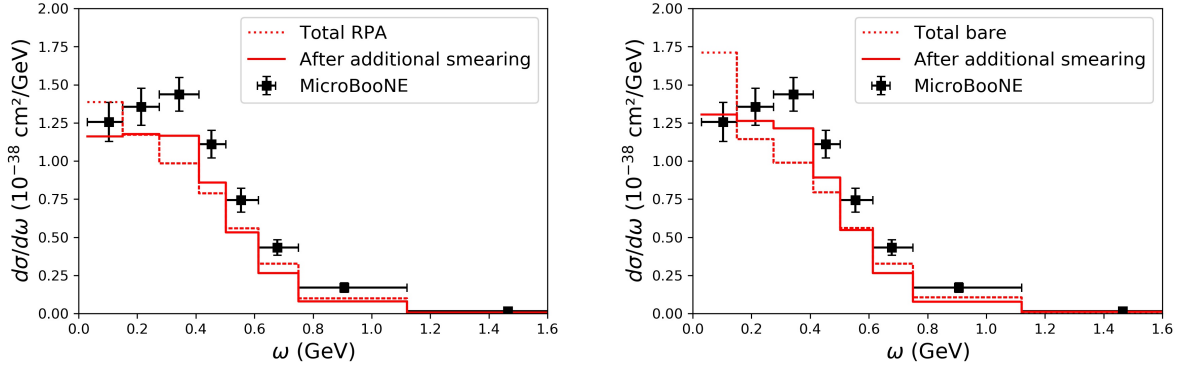 2.00
1.75
1.50
1.25
1.00
0.75
0.50
0.25
0.00
dσ/dω (10⁻³⁸ cm²/GeV)
Total RPA
After additional smearing
MicroBooNE
0.0 0.2 0.4 0.6 0.8 1.0 1.2 1.4 1.6
ω (GeV)
2.00
1.75
1.50
1.25
1.00
0.75
0.50
0.25
0.00
dσ/dω (10⁻³⁸ cm²/GeV)
Total bare
After additional smearing
MicroBooNE
0.0 0.2 0.4 0.6 0.8 1.0 1.2 1.4 1.6
ω (GeV)